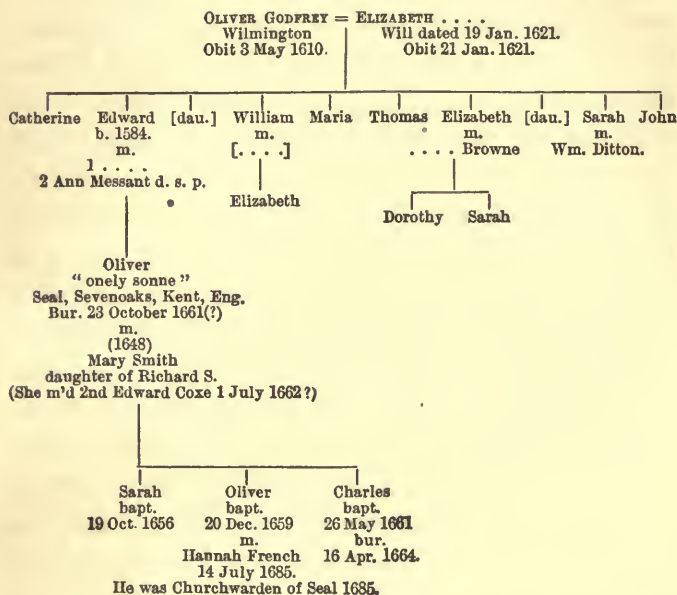 OLIVER GODFREY = ELIZABETH . . . .
Wilmington Will dated 19 Jan. 1621.
Obit 3 May 1610. Obit 21 Jan. 1621.
Catherine Edward [dau.] William Maria Thomas Elizabeth [dau.] Sarah John
b. 1584. m. m. m.
m. [. . . .] . . . . Browne Wm. Ditton.
1 . . . .
2 Ann Messant d. s. p.
Elizabeth
Dorothy Sarah
Oliver
"onely sonne"
Seal, Sevenoaks, Kent, Eng.
Bur. 23 October 1661(?)
m.
(1648)
Mary Smith
daughter of Richard S.
(She m'd 2nd Edward Coxe 1 July 1662?)
Sarah Oliver Charles
bapt. bapt. bapt.
19 Oct. 1656 20 Dec. 1659 26 May 1661
m. bur.
Hannah French 16 Apr. 1664.
14 July 1685.
He was Churchwarden of Seal 1685.